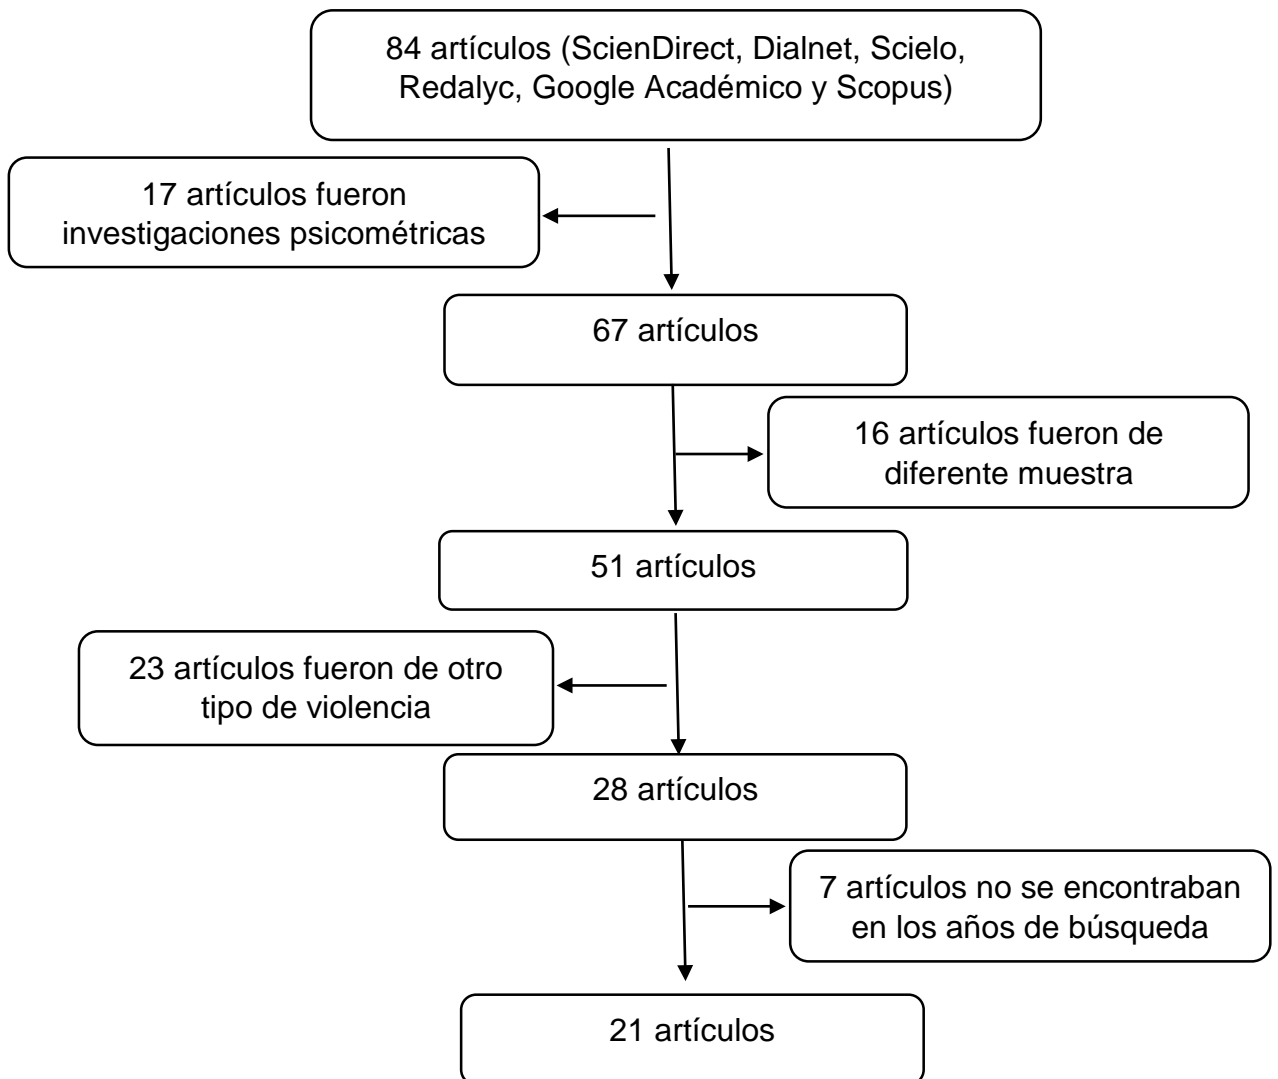 84 artículos (ScienDirect, Dialnet, Scielo,
Redalyc, Google Académico y Scopus)
17 artículos fueron
investigaciones psicométricas
67 artículos
16 artículos fueron de
diferente muestra
51 artículos
23 artículos fueron de otro
tipo de violencia
28 artículos
7 artículos no se encontraban
en los años de búsqueda
21 artículos